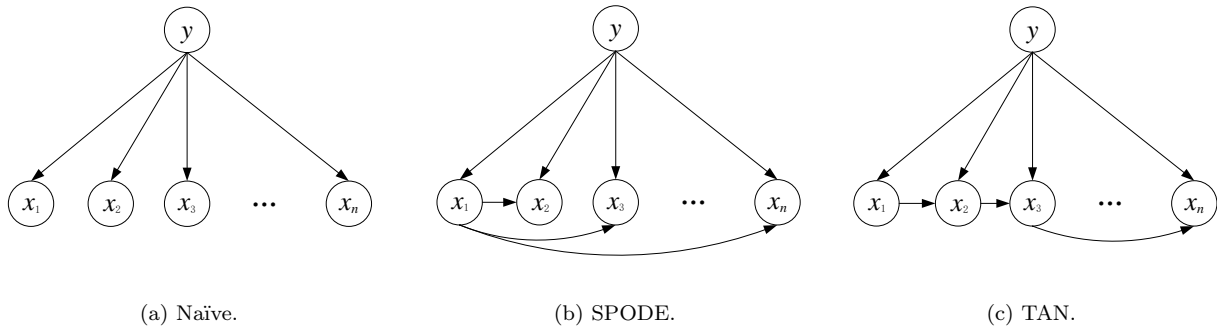 y y y
x1 x2 x3 ... xn x1 x2 x3 ... xn x1 x2 x3 ... xn
(a) Naïve. (b) SPODE. (c) TAN.